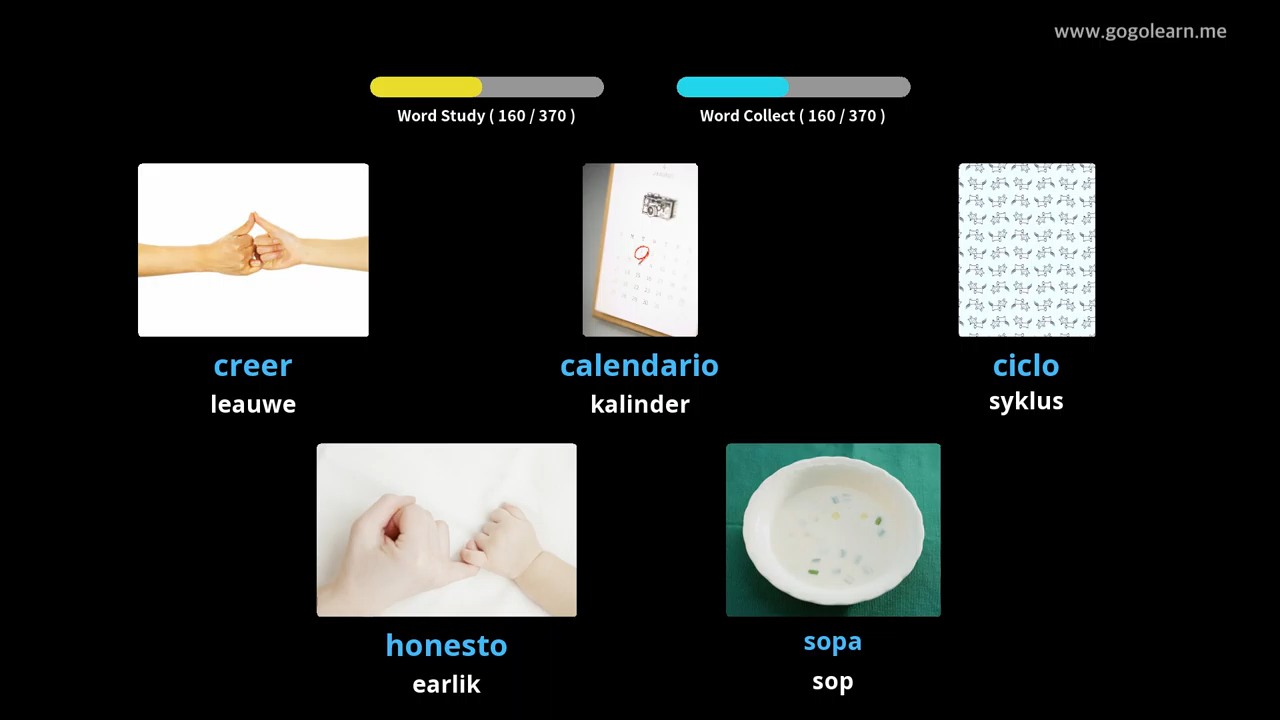 www.gogolearn.me
Word Study ( 160 / 370 )
Word Collect ( 160 / 370 )
creer
leauwe
calendario
kalinder
9
ciclo
syklus
honesto
earlik
sopa
sop